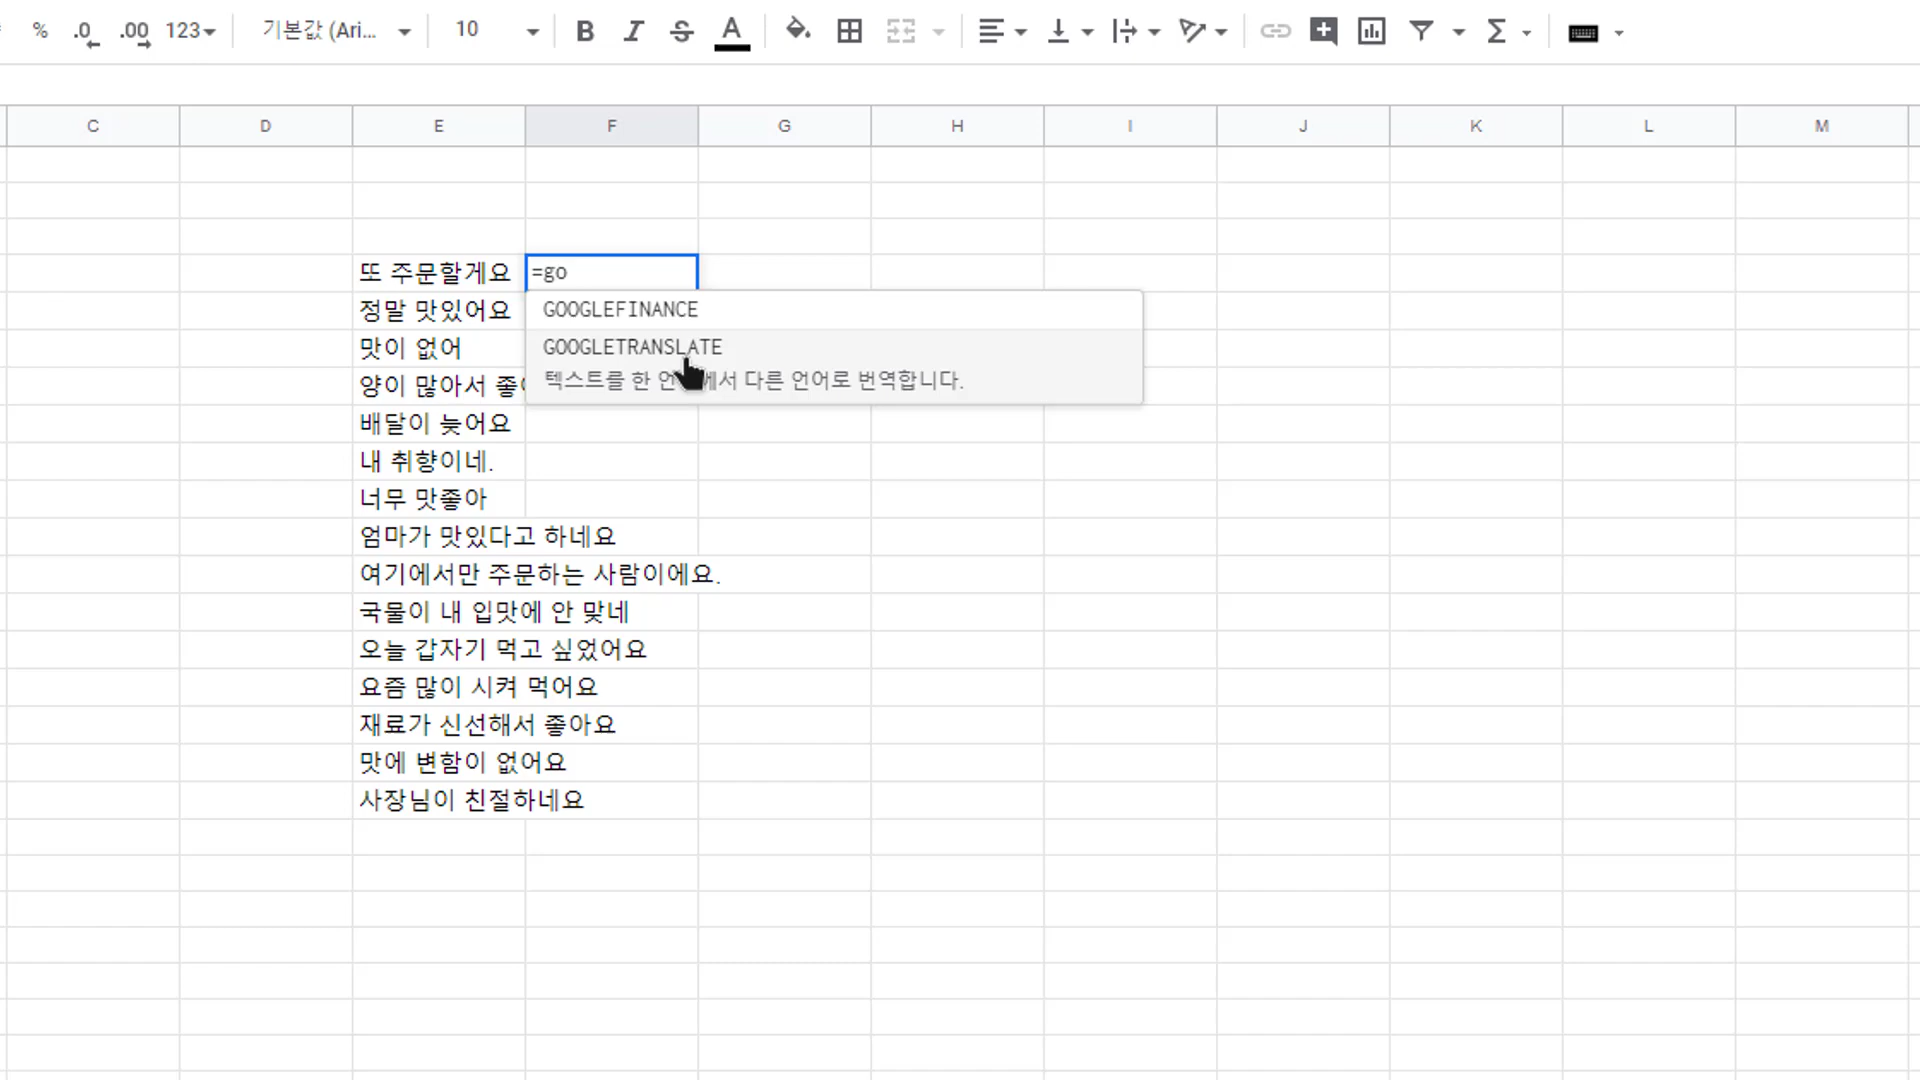 % .0 .00 123 기본값 (Ari... 10 B I S A Σ
C D E F G H I J K L M
또 주문할게요 =go
정말 맛있어요 GOOGLEFINANCE
맛이 없어 GOOGLETRANSLATE
양이 많아서 텍스트를 한 다른 언어로 번역합니다.
배달이 늦어요
내 취향이네.
너무 맛좋아
엄마가 맛있다고 하네요
여기에서만 주문하는 사람이에요.
국물이 내 입맛에 안 맞네
오늘 갑자기 먹고 싶었어요
요즘 많이 시켜 먹어요
재료가 신선해서 좋아요
맛에 변함이 없어요
사장님이 친절하네요